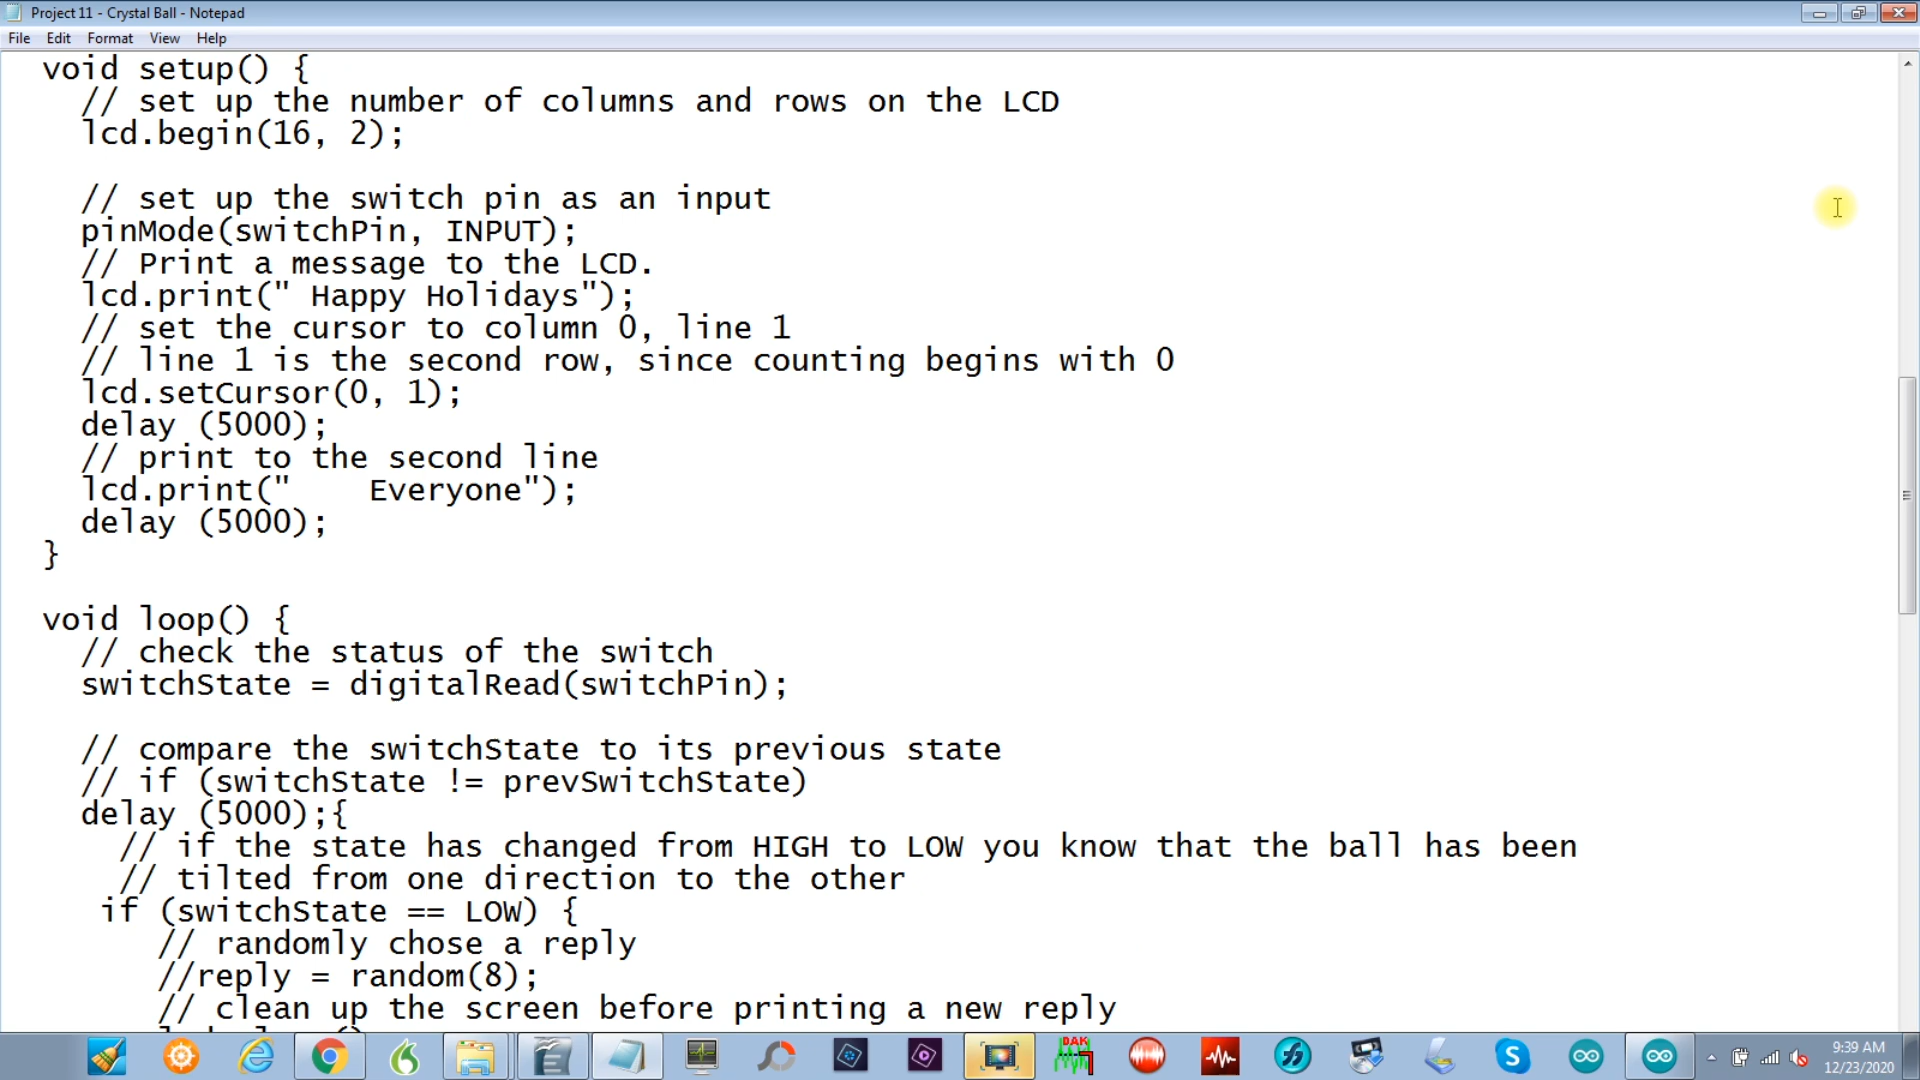 Project 11 - Crystal Ball - Notepad
File Edit Format View Help
void setup() {
// set up the number of columns and rows on the LCD
lcd.begin(16, 2);
// set up the switch pin as an input
pinMode(switchPin, INPUT);
// Print a message to the LCD.
lcd.print(" Happy Holidays");
// set the cursor to column 0, line 1
// line 1 is the second row, since counting begins with 0
lcd.setCursor(0, 1);
delay (5000);
// print to the second line
lcd.print("    Everyone");
delay (5000);
}
void loop() {
// check the status of the switch
switchState = digitalRead(switchPin);
// compare the switchState to its previous state
// if (switchState != prevSwitchState)
delay (5000);{
// if the state has changed from HIGH to LOW you know that the ball has been
// tilted from one direction to the other
if (switchState == LOW) {
// randomly chose a reply
//reply = random(8);
// clean up the screen before printing a new reply
DAK
9:39 AM
12/23/2020